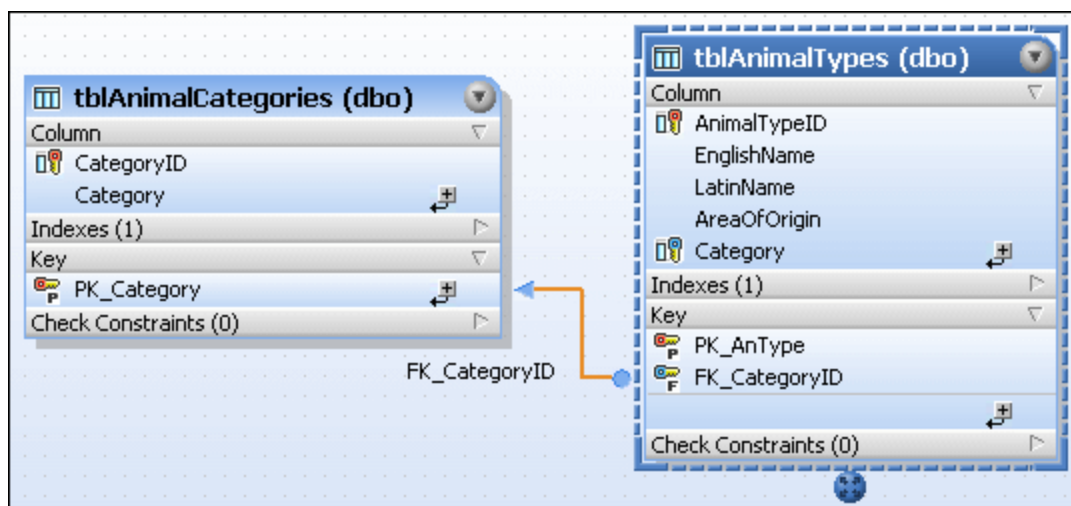 tblAnimalCategories (dbo)
Column
CategoryID
Category
Indexes (1)
Key
PK_Category
Check Constraints (0)
FK_CategoryID
tblAnimalTypes (dbo)
Column
AnimalTypeID
EnglishName
LatinName
AreaOfOrigin
Category
Indexes (1)
Key
P PK_AnType
F FK_CategoryID
Check Constraints (0)